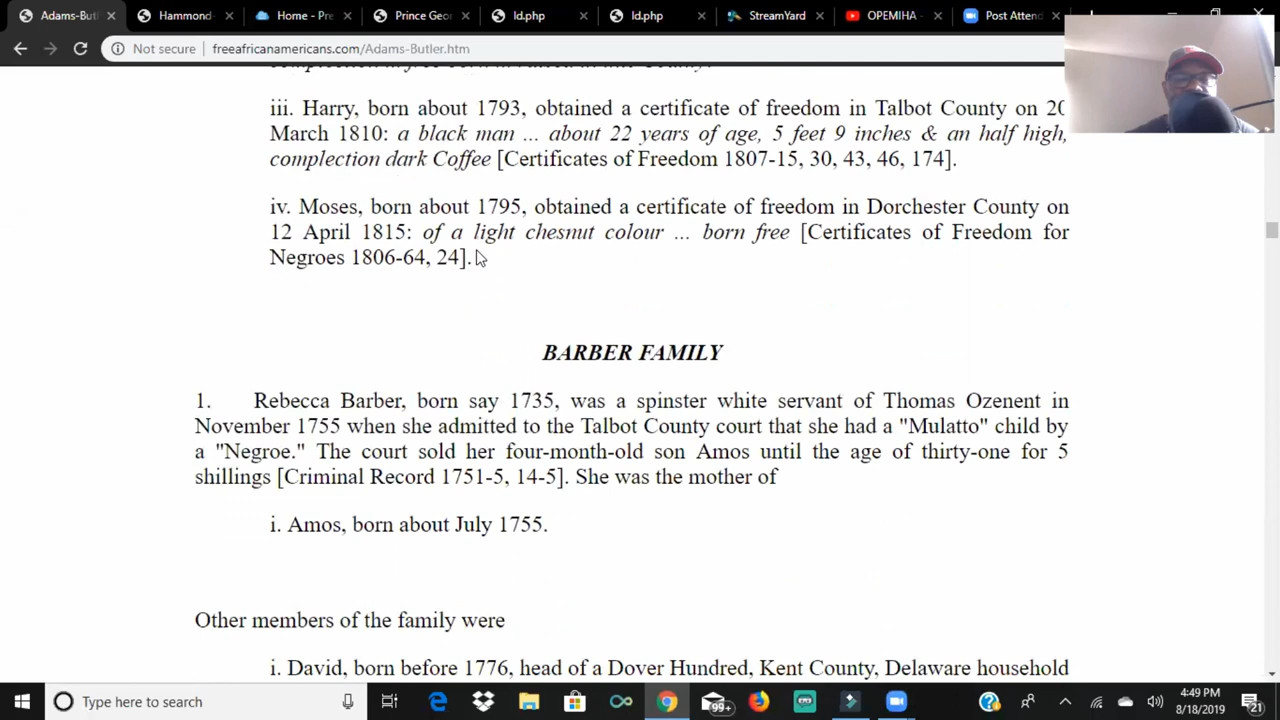 Adams-But
Hammond-
Home - Pre
Prince Geo
ld.php
ld.php
StreamYard
OPEMIHA
Post Attend
Not secure | freeafricanamericans.com/Adams-Butler.htm
iii. Harry, born about 1793, obtained a certificate of freedom in Talbot County on 20
March 1810: a black man ... about 22 years of age, 5 feet 9 inches & an half high,
complection dark Coffee [Certificates of Freedom 1807-15, 30, 43, 46, 174].
iv. Moses, born about 1795, obtained a certificate of freedom in Dorchester County on
12 April 1815: of a light chesnut colour ... born free [Certificates of Freedom for
Negroes 1806-64, 24].
BARBER FAMILY
1. Rebecca Barber, born say 1735, was a spinster white servant of Thomas Ozenent in
November 1755 when she admitted to the Talbot County court that she had a "Mulatto" child by
a "Negroe." The court sold her four-month-old son Amos until the age of thirty-one for 5
shillings [Criminal Record 1751-5, 14-5]. She was the mother of
i. Amos, born about July 1755.
Other members of the family were
i. David, born before 1776, head of a Dover Hundred, Kent County, Delaware household
Type here to search
99+
4:49 PM
8/18/2019
21